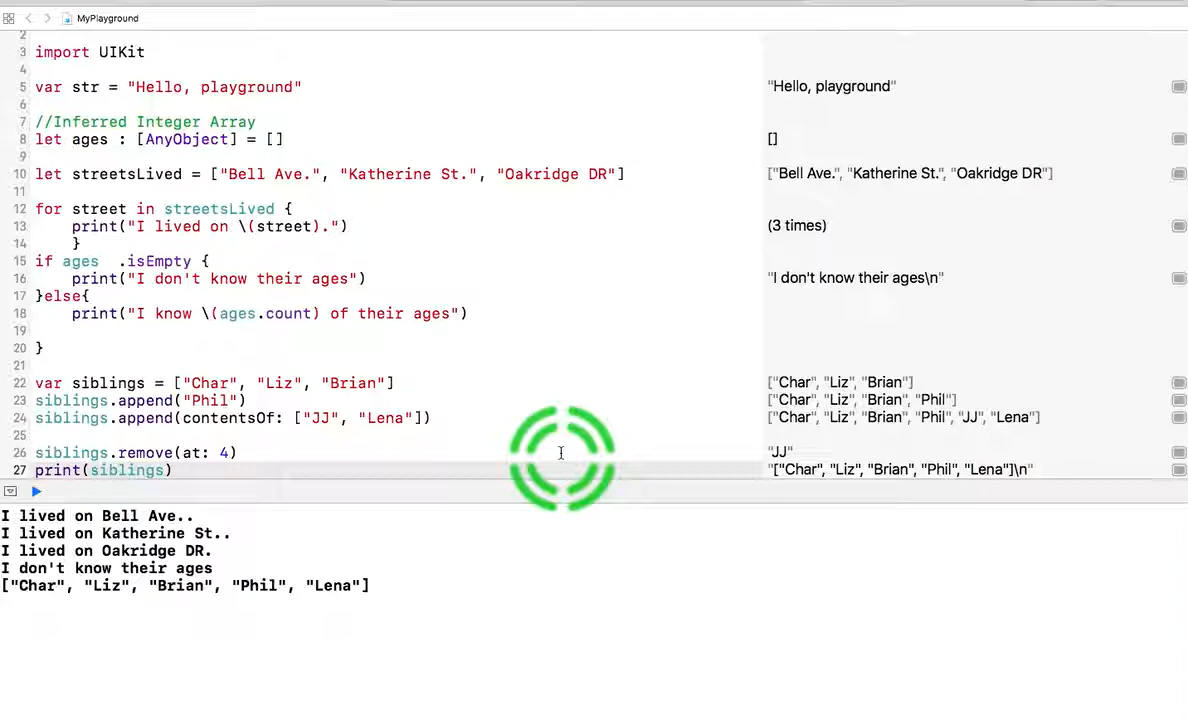 MyPlayground
2
3 import UIKit
4
5 var str = "Hello, playground" "Hello, playground"
6
7 //Inferred Integer Array
8 let ages : [AnyObject] = [] []
9
10 let streetsLived = ["Bell Ave.", "Katherine St.", "Oakridge DR"] ["Bell Ave.", "Katherine St.", "Oakridge DR"]
11
12 for street in streetsLived {
13 print("I lived on \(street).") (3 times)
14 }
15 if ages .isEmpty {
16 print("I don't know their ages") "I don't know their ages\n"
17 }else{
18 print("I know \(ages.count) of their ages")
19
20 }
21
22 var siblings = ["Char", "Liz", "Brian"] ["Char", "Liz", "Brian"]
23 siblings.append("Phil") ["Char", "Liz", "Brian", "Phil"]
24 siblings.append(contentsOf: ["JJ", "Lena"]) ["Char", "Liz", "Brian", "Phil", "JJ", "Lena"]
25
26 siblings.remove(at: 4) "JJ"
27 print(siblings) "["Char", "Liz", "Brian", "Phil", "Lena"]\n"
I lived on Bell Ave..
I lived on Katherine St..
I lived on Oakridge DR.
I don't know their ages
["Char", "Liz", "Brian", "Phil", "Lena"]